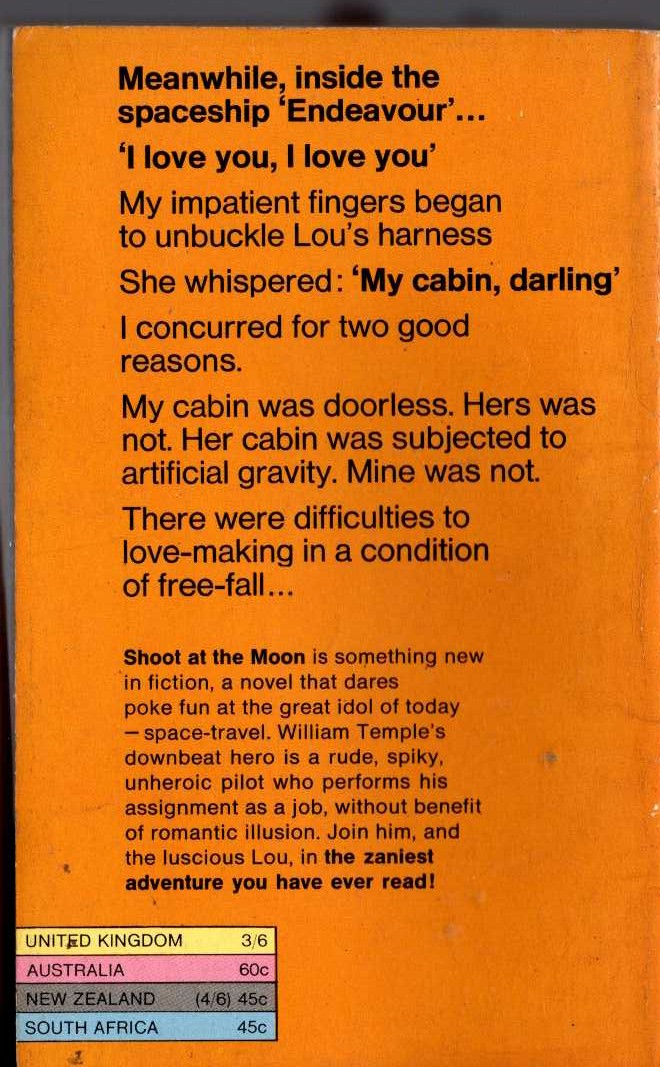 Meanwhile, inside the
spaceship ‘Endeavour’...
‘I love you, I love you’
My impatient fingers began
to unbuckle Lou’s harness
She whispered: ‘My cabin, darling’
I concurred for two good
reasons.
My cabin was doorless. Hers was
not. Her cabin was subjected to
artificial gravity. Mine was not.
There were difficulties to
love-making in a condition
of free-fall...
Shoot at the Moon is something new
in fiction, a novel that dares
poke fun at the great idol of today
— space-travel. William Temple’s
downbeat hero is a rude, spiky,
unheroic pilot who performs his
assignment as a job, without benefit
of romantic illusion. Join him, and
the luscious Lou, in the zaniest
adventure you have ever read!
UNITED KINGDOM 3/6
AUSTRALIA 60c
NEW ZEALAND (4/6) 45c
SOUTH AFRICA 45c